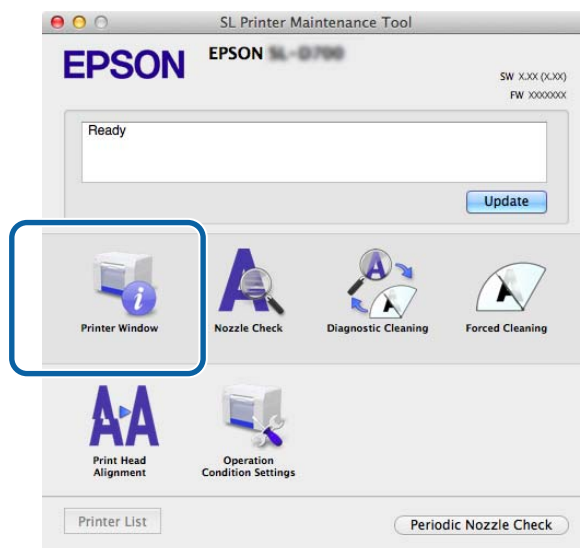 SL Printer Maintenance Tool
EPSON
EPSON
SW X.XX (X.XX)
FW XXXXXXX
Ready
Update
Printer Window
Nozzle Check
Diagnostic Cleaning
Forced Cleaning
Print Head
Alignment
Operation
Condition Settings
Printer List
Periodic Nozzle Check